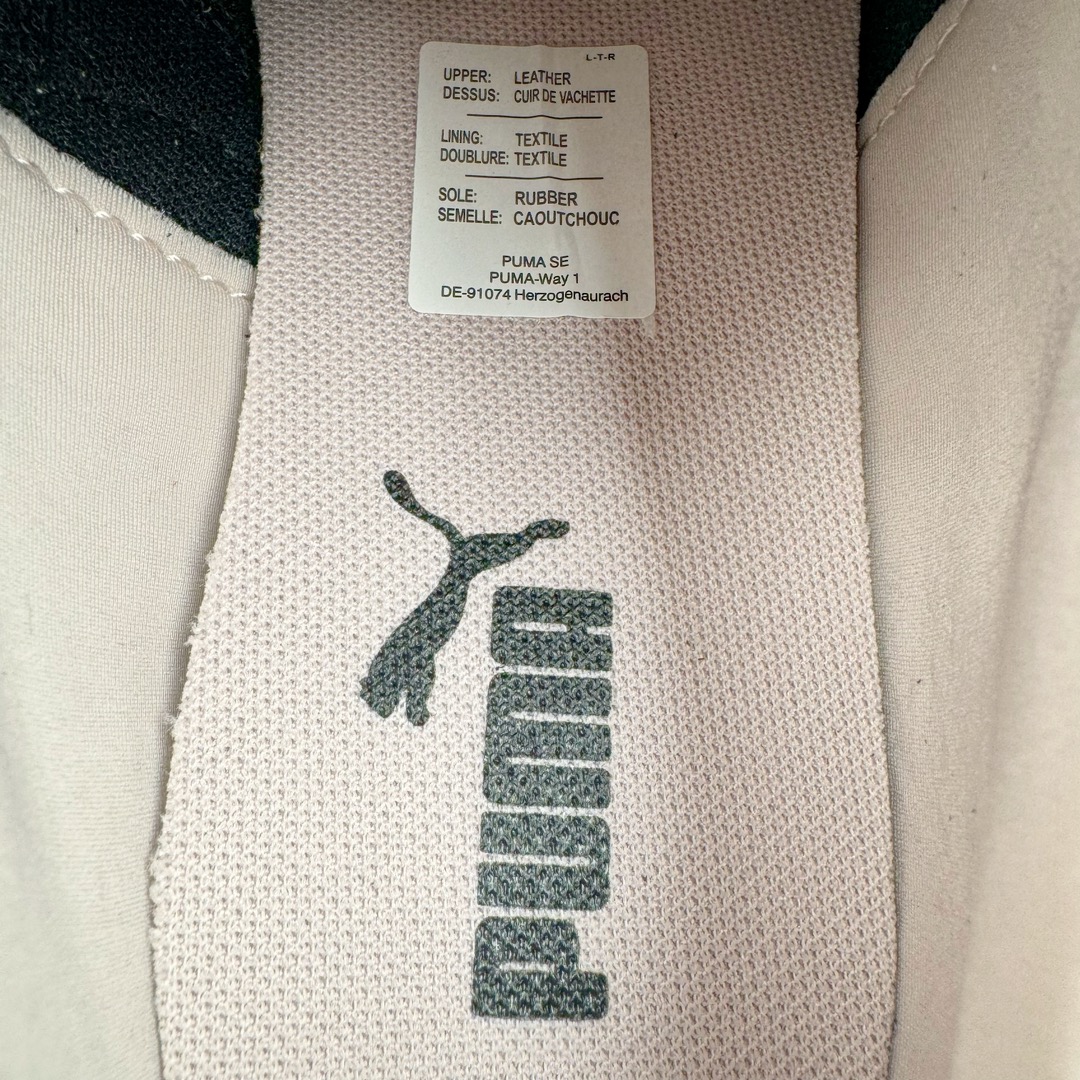 L-T-R
UPPER: LEATHER
DESSUS: CUIR DE VACHETTE
LINING: TEXTILE
DOUBLURE: TEXTILE
SOLE: RUBBER
SEMELLE: CAOUTCHOUC
PUMA SE
PUMA-Way 1
DE-91074 Herzogenaurach
PUMA